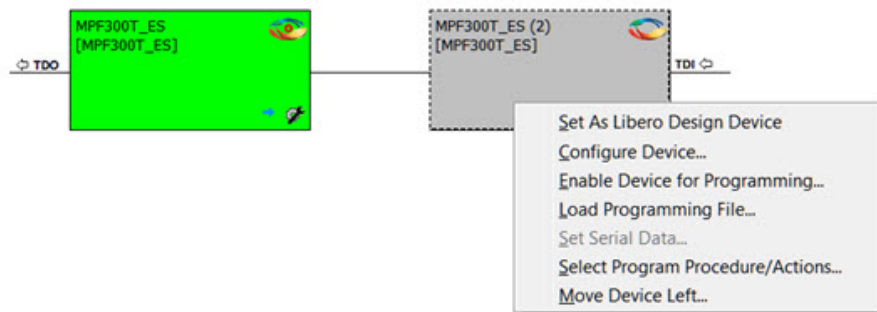 MPF300T_ES
[MPF300T_ES]
MPF300T_ES (2)
[MPF300T_ES]
TDO
TDI
Set As Libero Design Device
Configure Device...
Enable Device for Programming...
Load Programming File...
Set Serial Data...
Select Program Procedure/Actions...
Move Device Left...